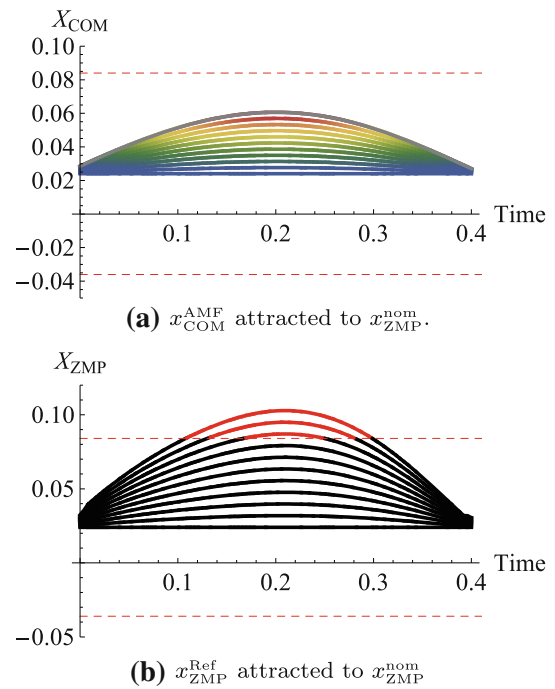 X_COM
0.10
0.08
0.06
0.04
0.02
−0.02
−0.04
0.1 0.2 0.3 0.4
Time
(a) x_COM^AMF attracted to x_ZMP^nom.
X_ZMP
0.10
0.05
−0.05
0.1 0.2 0.3 0.4
Time
(b) x_ZMP^Ref attracted to x_ZMP^nom